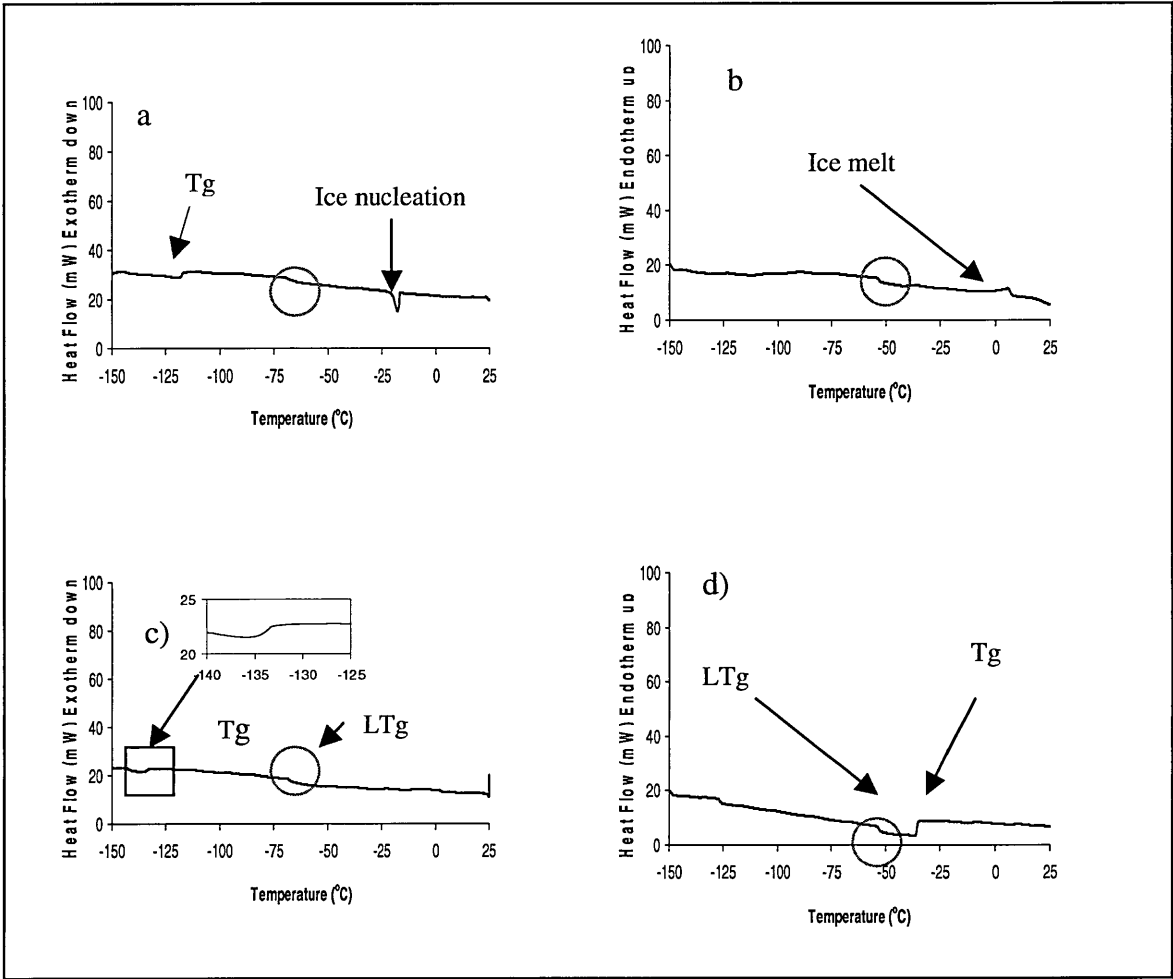 a
Heat Flow (mW) Exotherm down
100
80
60
40
20
0
Tg
Ice nucleation
-150 -125 -100 -75 -50 -25 0 25
Temperature (°C)
b
Heat Flow (mW) Endotherm up
100
80
60
40
20
0
Ice melt
-150 -125 -100 -75 -50 -25 0 25
Temperature (°C)
c)
Heat Flow (mW) Exotherm down
100
80
60
40
20
0
25
20
-140 -135 -130 -125
Tg
LTg
-150 -125 -100 -75 -50 -25 0 25
Temperature (°C)
d)
Heat Flow (mW) Endotherm up
100
80
60
40
20
0
LTg
Tg
-150 -125 -100 -75 -50 -25 0 25
Temperature (°C)